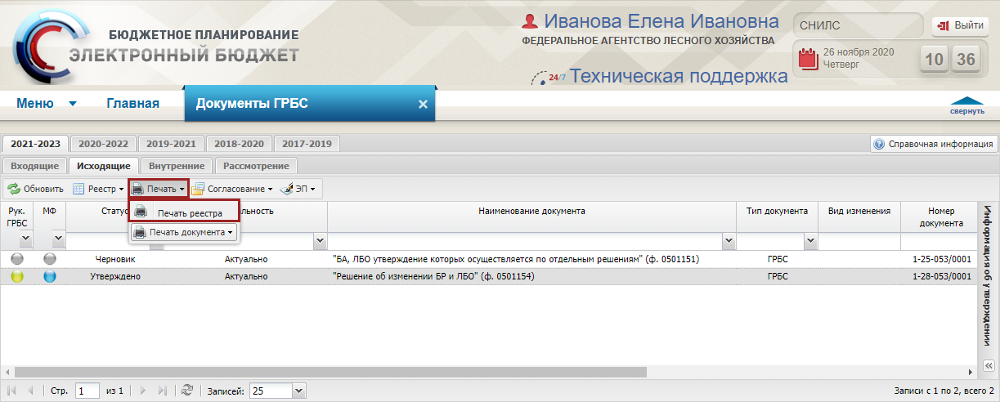 БЮДЖЕТНОЕ ПЛАНИРОВАНИЕ
ЭЛЕКТРОННЫЙ БЮДЖЕТ
Иванова Елена Ивановна
ФЕДЕРАЛЬНОЕ АГЕНТСТВО ЛЕСНОГО ХОЗЯЙСТВА
24/7 Техническая поддержка
СНИЛС
Выйти
26 ноября 2020
Четверг
10 36
Меню Главная Документы ГРБС
свернуть
2021-2023 2020-2022 2019-2021 2018-2020 2017-2019 Справочная информация
Входящие Исходящие Внутренние Рассмотрение
Обновить Реестр Печать Согласование ЭП
Печать реестра
Печать документа
Рук. ГРБС
МФ
Статус
Наименование документа
Тип документа
Вид изменения
Номер документа
Черновик Актуально "БА, ЛБО утверждение которых осуществляется по отдельным решениям" (ф. 0501151) ГРБС 1-25-053/0001
Утверждено Актуально "Решение об изменении БР и ЛБО" (ф. 0501154) ГРБС 1-28-053/0001
Информация об утверждении
Стр. 1 из 1 Записей: 25 Записи с 1 по 2, всего 2